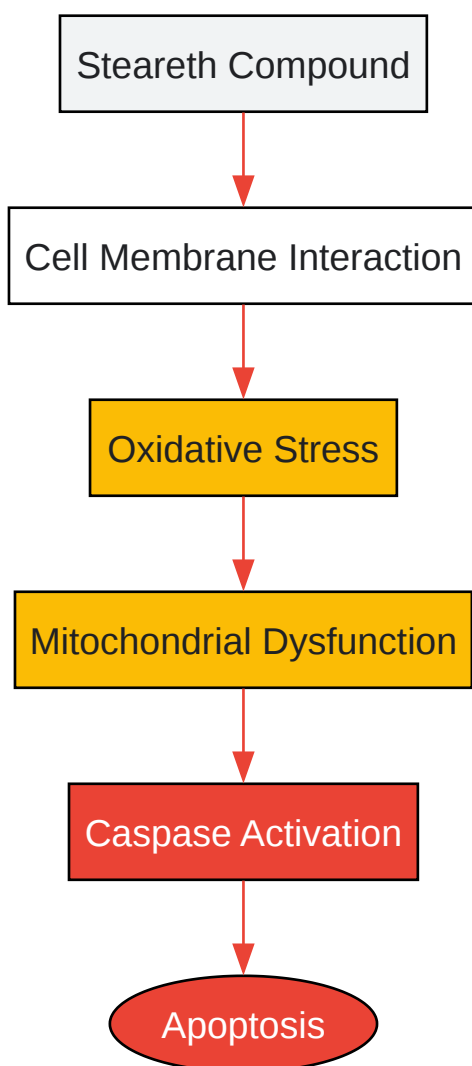 Steareth Compound
Cell Membrane Interaction
Oxidative Stress
Mitochondrial Dysfunction
Caspase Activation
Apoptosis